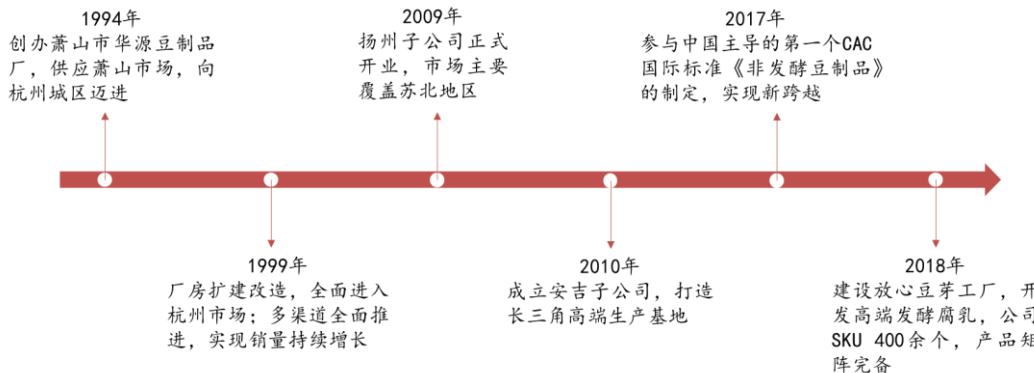 1994年
创办萧山市华源豆制品
厂，供应萧山市场，向
杭州城区迈进
2009年
扬州子公司正式
开业，市场主要
覆盖苏北地区
2017年
参与中国主导的第一个CAC
国际标准《非发酵豆制品》
的制定，实现新跨越
1999年
厂房扩建改造，全面进入
杭州市场；多渠道全面推
进，实现销量持续增长
2010年
成立安吉子公司，打造
长三角高端生产基地
2018年
建设放心豆芽工厂，开
发高端发酵腐乳，公司
SKU 400余个，产品矩
阵完备